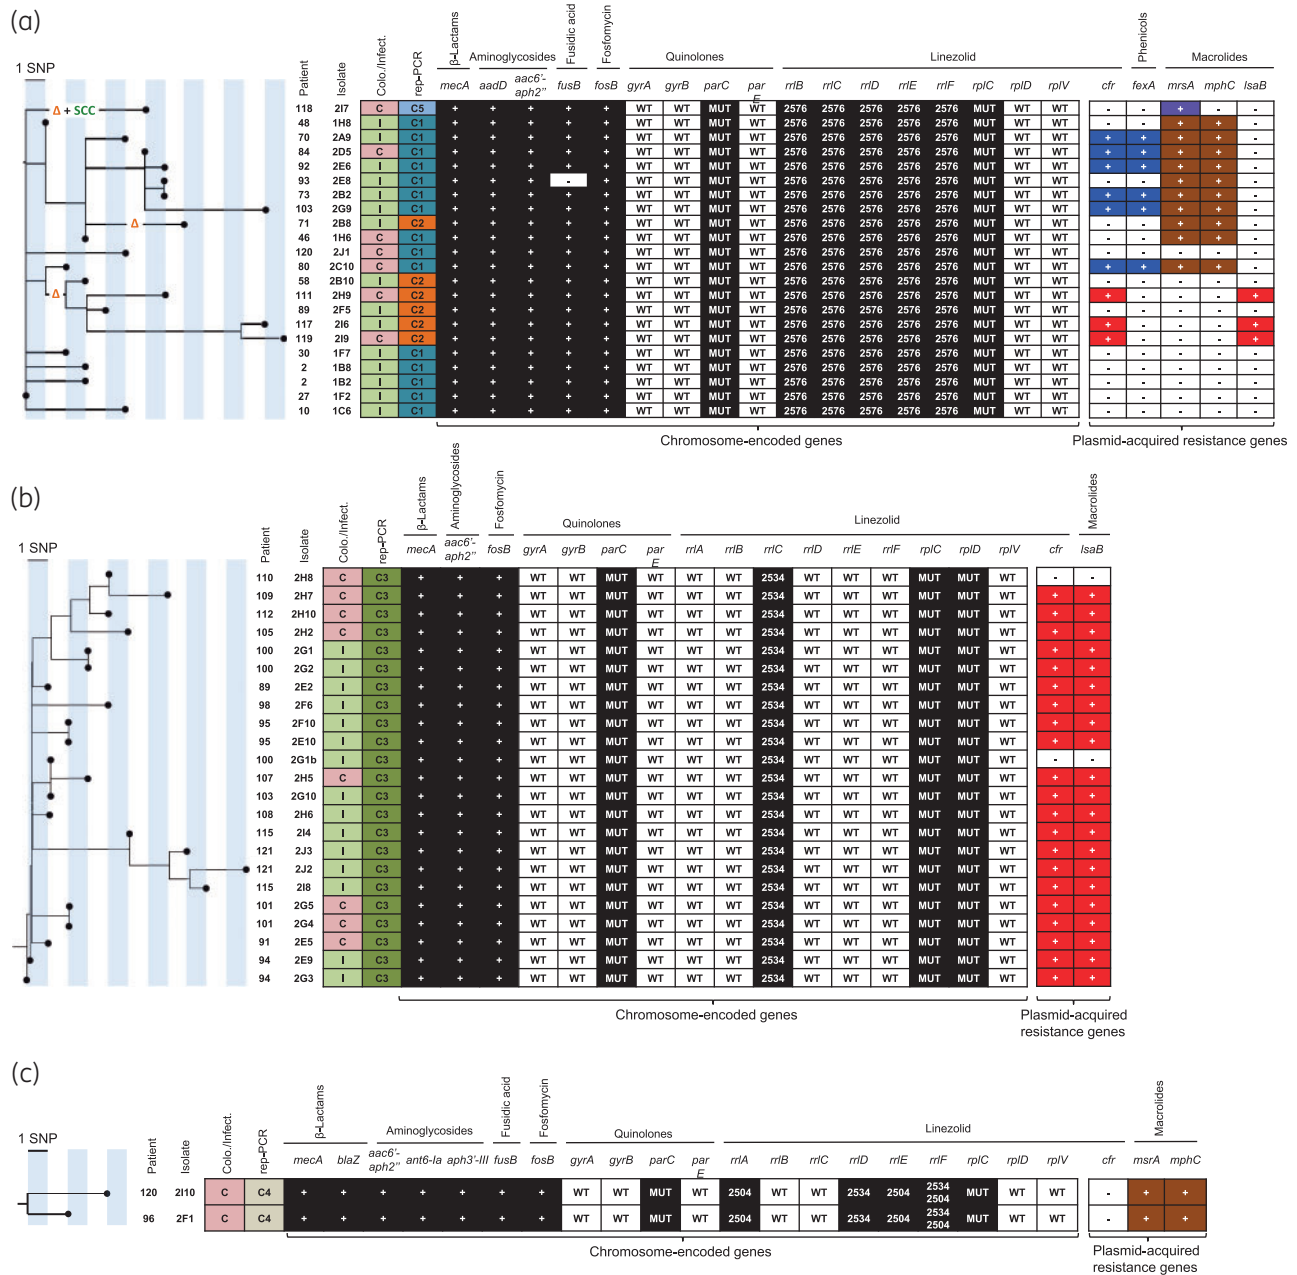 (a)
1 SNP
Δ + SCC
Δ
Δ
Patient Isolate Colo./Infect. rep-PCR β-Lactams Aminoglycosides Fusidic acid Fosfomycin Quinolones Linezolid Phenicols Macrolides
mecA aadD aac6'-aph2'' fusB fosB gyrA gyrB parC parE rrlB rrlC rrlD rrlE rrlF rplC rplD rplV cfr fexA mrsA mphC lsaB
118 2I7 C C5 + + + + + WT WT MUT WT 2576 2576 2576 2576 2576 MUT WT WT - - + - -
48 1H8 I C1 + + + + + WT WT MUT WT 2576 2576 2576 2576 2576 MUT WT WT - - + + -
70 2A9 I C1 + + + + + WT WT MUT WT 2576 2576 2576 2576 2576 MUT WT WT + + + + -
84 2D5 C C1 + + + + + WT WT MUT WT 2576 2576 2576 2576 2576 MUT WT WT + + + + -
92 2E6 I C1 + + + + + WT WT MUT WT 2576 2576 2576 2576 2576 MUT WT WT + + + + -
93 2E8 I C1 + + + - + WT WT MUT WT 2576 2576 2576 2576 2576 MUT WT WT - - + + -
73 2B2 I C1 + + + + + WT WT MUT WT 2576 2576 2576 2576 2576 MUT WT WT + + + + -
103 2G9 I C1 + + + + + WT WT MUT WT 2576 2576 2576 2576 2576 MUT WT WT + + + + -
71 2B8 I C2 + + + + + WT WT MUT WT 2576 2576 2576 2576 2576 MUT WT WT - - + + -
46 1H6 C C1 + + + + + WT WT MUT WT 2576 2576 2576 2576 2576 MUT WT WT - - + + -
120 2J1 C C1 + + + + + WT WT MUT WT 2576 2576 2576 2576 2576 MUT WT WT - - - - -
80 2C10 C C1 + + + + + WT WT MUT WT 2576 2576 2576 2576 2576 MUT WT WT + + + + -
58 2B10 I C2 + + + + + WT WT MUT WT 2576 2576 2576 2576 2576 MUT WT WT - - - - -
111 2H9 C C2 + + + + + WT WT MUT WT 2576 2576 2576 2576 2576 MUT WT WT + - - - +
89 2F5 I C2 + + + + + WT WT MUT WT 2576 2576 2576 2576 2576 MUT WT WT - - - - -
117 2I6 I C2 + + + + + WT WT MUT WT 2576 2576 2576 2576 2576 MUT WT WT + - - - +
119 2I9 C C2 + + + + + WT WT MUT WT 2576 2576 2576 2576 2576 MUT WT WT + - - - +
30 1F7 I C1 + + + + + WT WT MUT WT 2576 2576 2576 2576 2576 MUT WT WT - - - - -
2 1B8 I C1 + + + + + WT WT MUT WT 2576 2576 2576 2576 2576 MUT WT WT - - - - -
2 1B2 I C1 + + + + + WT WT MUT WT 2576 2576 2576 2576 2576 MUT WT WT - - - - -
27 1F2 I C1 + + + + + WT WT MUT WT 2576 2576 2576 2576 2576 MUT WT WT - - - - -
10 1C6 I C1 + + + + + WT WT MUT WT 2576 2576 2576 2576 2576 MUT WT WT - - - - -
Chromosome-encoded genes Plasmid-acquired resistance genes
(b)
1 SNP
Patient Isolate Colo./Infect. rep-PCR β-Lactams Aminoglycosides Fosfomycin Quinolones Linezolid Macrolides
mecA aac6'-aph2'' fosB gyrA gyrB parC parE rrlA rrlB rrlC rrlD rrlE rrlF rplC rplD rplV cfr lsaB
110 2H8 C C3 + + + WT WT MUT WT WT WT 2534 WT WT WT MUT MUT WT - -
109 2H7 C C3 + + + WT WT MUT WT WT WT 2534 WT WT WT MUT MUT WT + +
112 2H10 C C3 + + + WT WT MUT WT WT WT 2534 WT WT WT MUT MUT WT + +
105 2H2 C C3 + + + WT WT MUT WT WT WT 2534 WT WT WT MUT MUT WT + +
100 2G1 I C3 + + + WT WT MUT WT WT WT 2534 WT WT WT MUT MUT WT + +
100 2G2 I C3 + + + WT WT MUT WT WT WT 2534 WT WT WT MUT MUT WT + +
89 2E2 I C3 + + + WT WT MUT WT WT WT 2534 WT WT WT MUT MUT WT + +
98 2F6 I C3 + + + WT WT MUT WT WT WT 2534 WT WT WT MUT MUT WT + +
95 2F10 I C3 + + + WT WT MUT WT WT WT 2534 WT WT WT MUT MUT WT + +
95 2E10 I C3 + + + WT WT MUT WT WT WT 2534 WT WT WT MUT MUT WT + +
100 2G1b I C3 + + + WT WT MUT WT WT WT 2534 WT WT WT MUT MUT WT - -
107 2H5 C C3 + + + WT WT MUT WT WT WT 2534 WT WT WT MUT MUT WT + +
103 2G10 I C3 + + + WT WT MUT WT WT WT 2534 WT WT WT MUT MUT WT + +
108 2H6 I C3 + + + WT WT MUT WT WT WT 2534 WT WT WT MUT MUT WT + +
115 2I4 I C3 + + + WT WT MUT WT WT WT 2534 WT WT WT MUT MUT WT + +
121 2J3 I C3 + + + WT WT MUT WT WT WT 2534 WT WT WT MUT MUT WT + +
121 2J2 I C3 + + + WT WT MUT WT WT WT 2534 WT WT WT MUT MUT WT + +
115 2I8 I C3 + + + WT WT MUT WT WT WT 2534 WT WT WT MUT MUT WT + +
101 2G5 C C3 + + + WT WT MUT WT WT WT 2534 WT WT WT MUT MUT WT + +
101 2G4 C C3 + + + WT WT MUT WT WT WT 2534 WT WT WT MUT MUT WT + +
91 2E5 C C3 + + + WT WT MUT WT WT WT 2534 WT WT WT MUT MUT WT + +
94 2E9 I C3 + + + WT WT MUT WT WT WT 2534 WT WT WT MUT MUT WT + +
94 2G3 I C3 + + + WT WT MUT WT WT WT 2534 WT WT WT MUT MUT WT + +
Chromosome-encoded genes Plasmid-acquired
resistance genes
(c)
1 SNP
Patient Isolate Colo./Infect. rep-PCR β-Lactams Aminoglycosides Fusidic acid Fosfomycin Quinolones Linezolid Macrolides
mecA blaZ aac6'-aph2'' ant6-Ia aph3'-III fusB fosB gyrA gyrB parC parE rrlA rrlB rrlC rrlD rrlE rrlF rplC rplD rplV cfr msrA mphC
120 2I10 C C4 + + + + + + + WT WT MUT WT 2504 WT WT 2534 2504 2534 2504 MUT WT WT - + +
96 2F1 C C4 + + + + + + + WT WT MUT WT 2504 WT WT 2534 2504 2534 2504 MUT WT WT - + +
Chromosome-encoded genes Plasmid-acquired
resistance genes